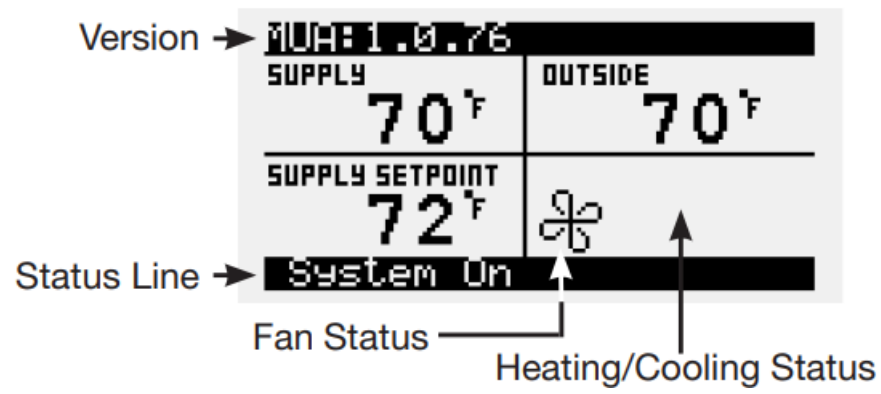 Version
MUA:1.0.76
SUPPLY
70°F
OUTSIDE
70°F
SUPPLY SETPOINT
72°F
Status Line
System On
Fan Status
Heating/Cooling Status